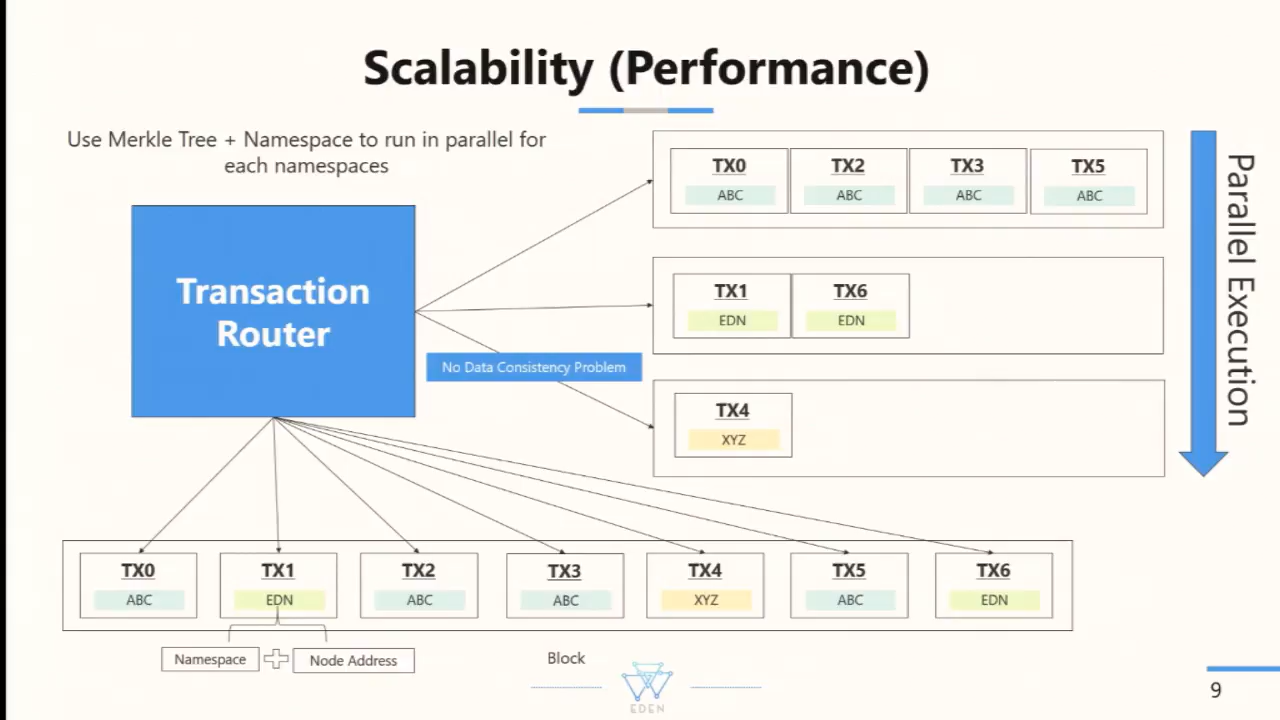 Scalability (Performance)
Use Merkle Tree + Namespace to run in parallel for
each namespaces
Transaction
Router
No Data Consistency Problem
TX0
ABC
TX2
ABC
TX3
ABC
TX5
ABC
TX1
EDN
TX6
EDN
TX4
XYZ
Parallel Execution
TX0
ABC
TX1
EDN
TX2
ABC
TX3
ABC
TX4
XYZ
TX5
ABC
TX6
EDN
Namespace
Node Address
Block
EDEN
9